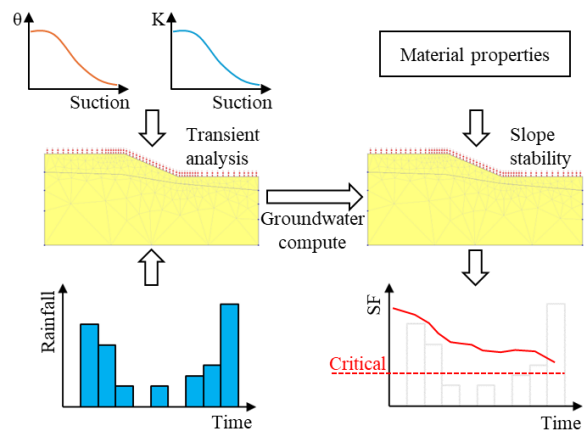 θ
K
Suction
Suction
Material properties
Transient
analysis
Slope
stability
Groundwater
compute
Rainfall
Time
SF
Critical
Time